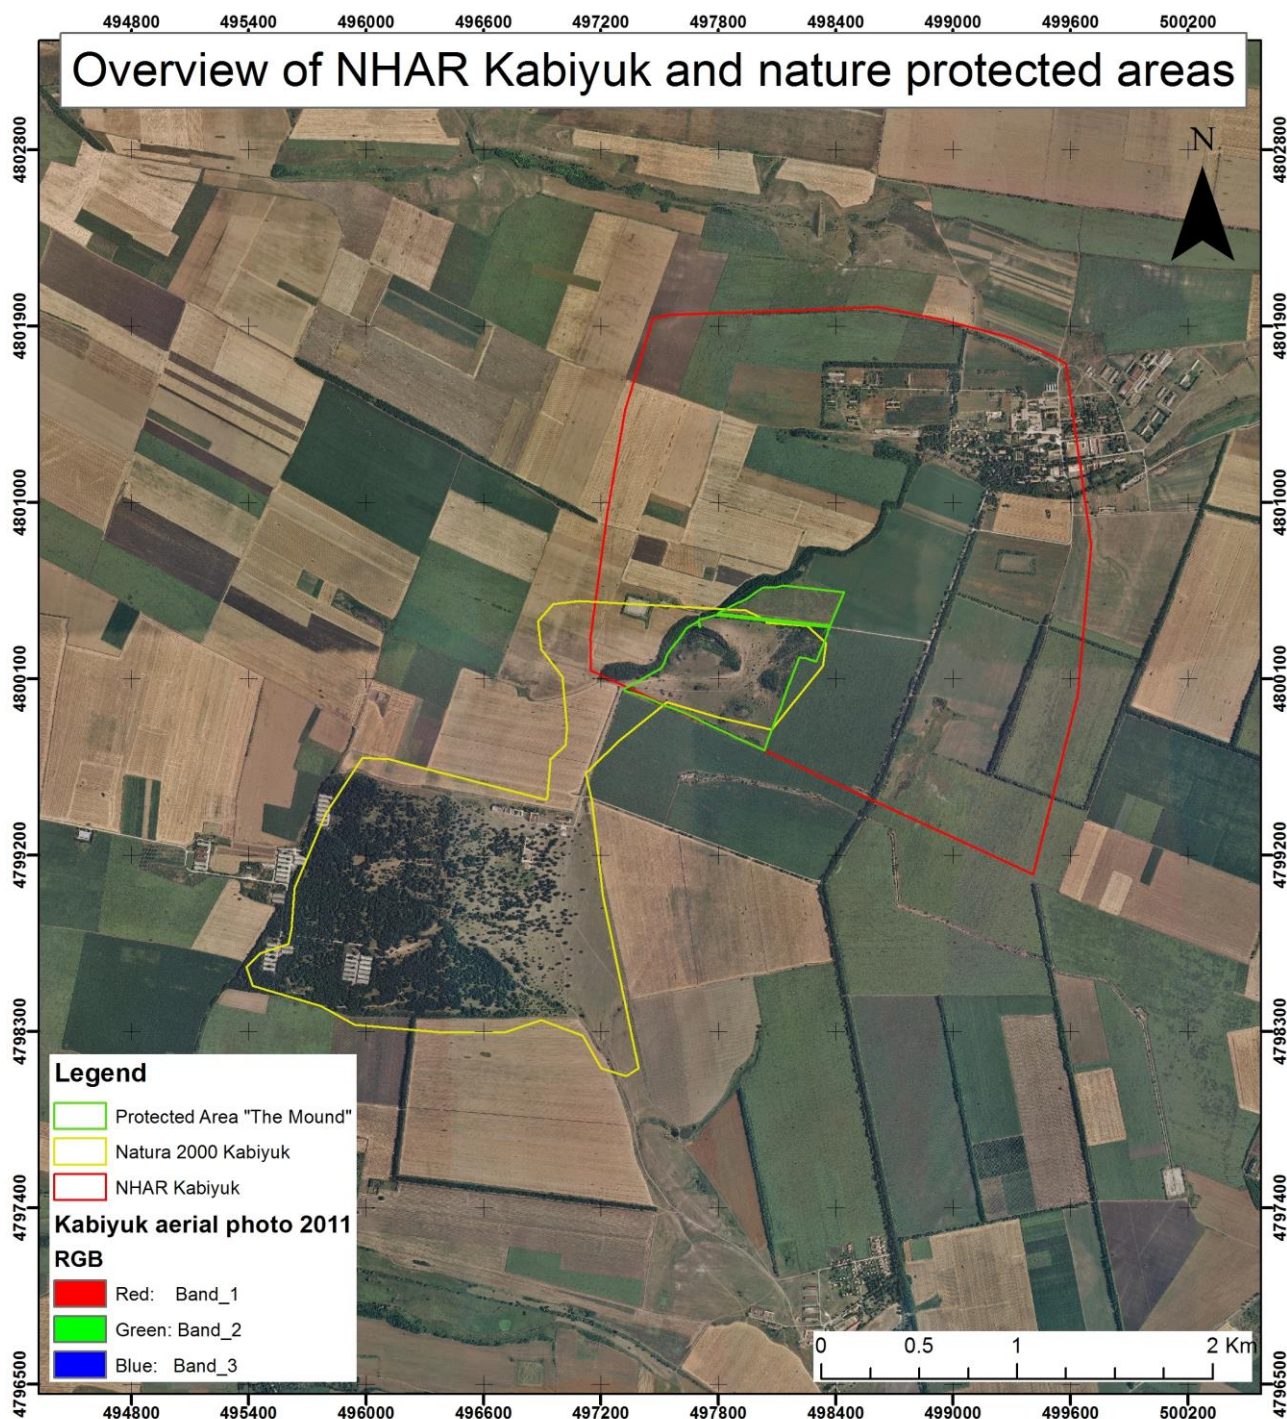 494800 495400 496000 496600 497200 497800 498400 499000 499600 500200
Overview of NHAR Kabiyuk and nature protected areas
N
4802800 4802800
4801900 4801900
4801000 4801000
4800100 4800100
4799200 4799200
4798300 4798300
4797400 4797400
4796500 4796500
Legend
Protected Area "The Mound"
Natura 2000 Kabiyuk
NHAR Kabiyuk
Kabiyuk aerial photo 2011
RGB
Red: Band_1
Green: Band_2
Blue: Band_3
0 0.5 1 2 Km
494800 495400 496000 496600 497200 497800 498400 499000 499600 500200